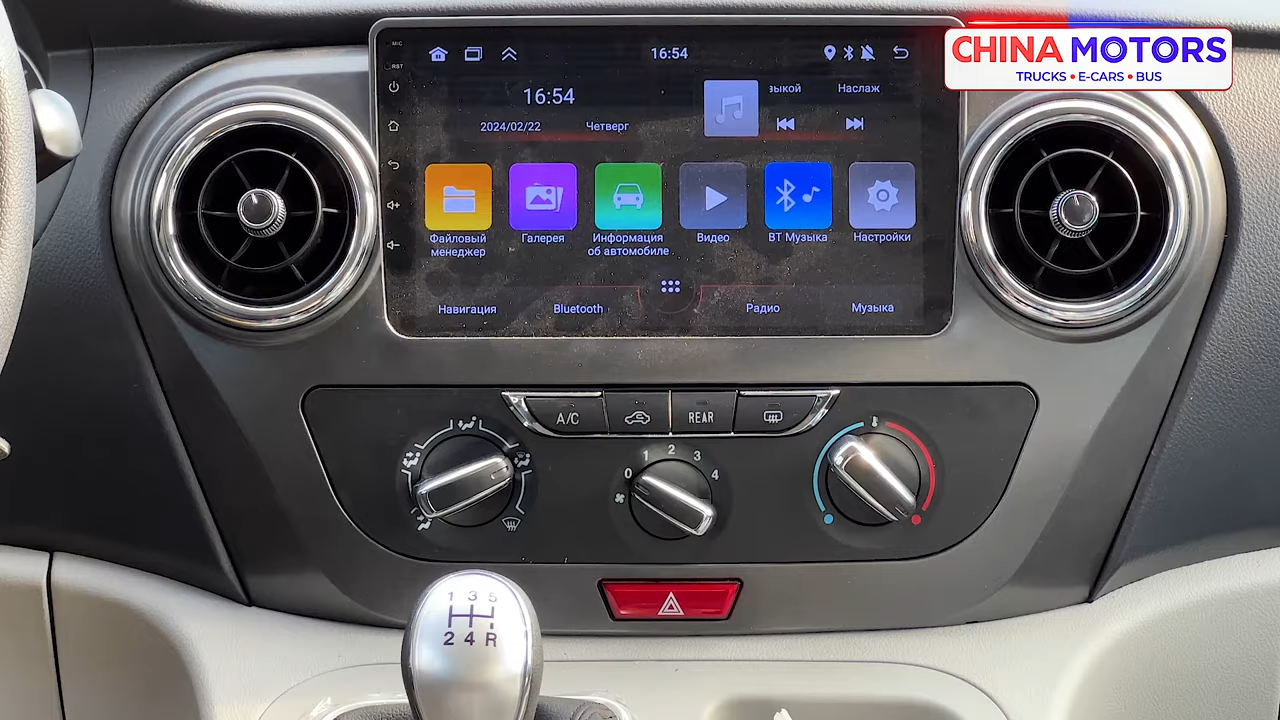 CHINA MOTORS
TRUCKS • E-CARS • BUS
MIC
RST
16:54
16:54
2024/02/22 Четверг
зыкой Наслаж
Файловый
менеджер
Галерея
Информация
об автомобиле
Видео
BT Музыка
Настройки
Навигация Bluetooth Радио Музыка
A/C REAR
0 1 2 3 4
1 3 5
2 4 R